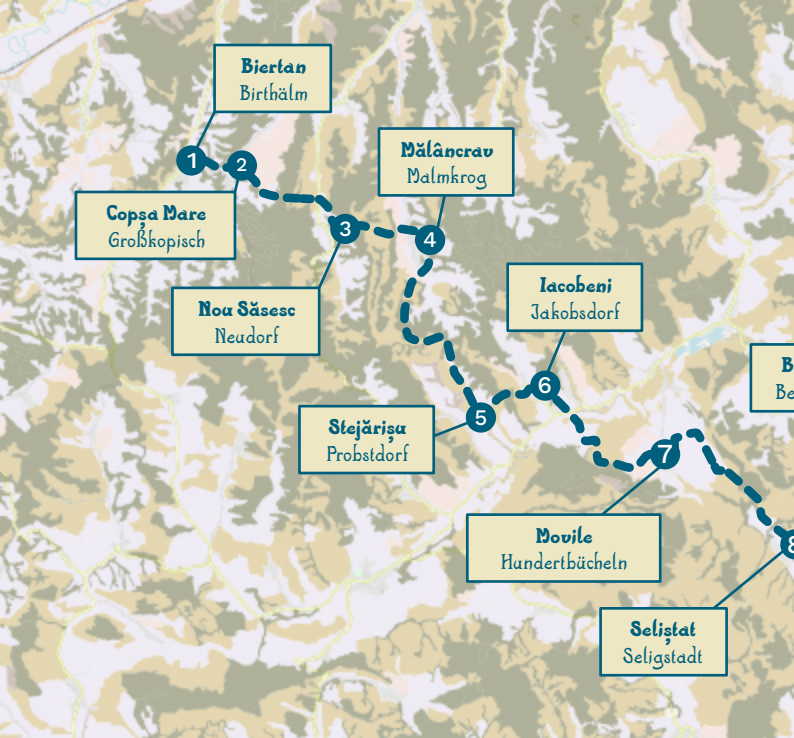 Biertan
Birthälm
1
2
Mălâncrav
Malmkrog
Copșa Mare
Großkopisch
3
4
Iacobeni
Jakobsdorf
Nou Săsesc
Neudorf
6
Stejărișu
Probstdorf
5
7
Movile
Hundertbücheln
8
Seliștat
Seligstadt